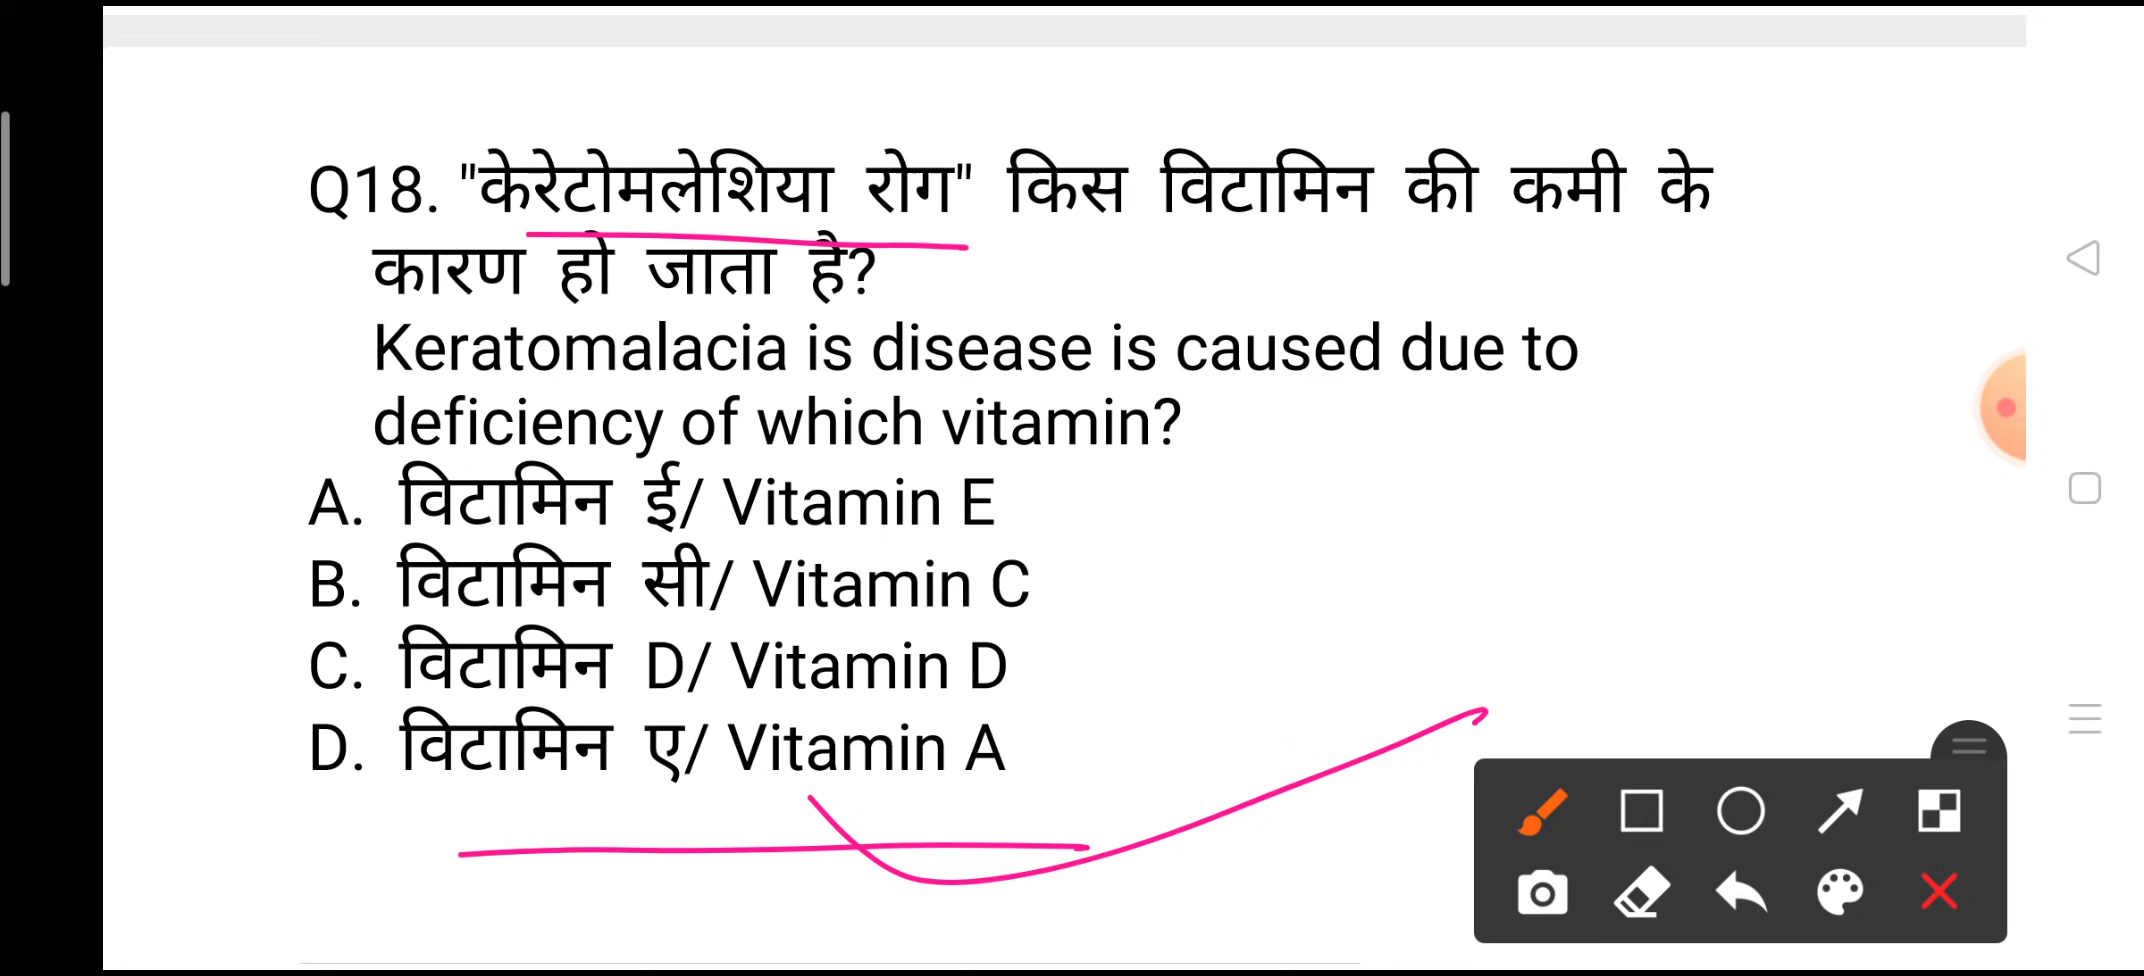 Q18. "केरेटोमलेशिया रोग" किस विटामिन की कमी के
कारण हो जाता है?
Keratomalacia is disease is caused due to
deficiency of which vitamin?
A. विटामिन ई/ Vitamin E
B. विटामिन सी/ Vitamin C
C. विटामिन D/ Vitamin D
D. विटामिन ए/ Vitamin A